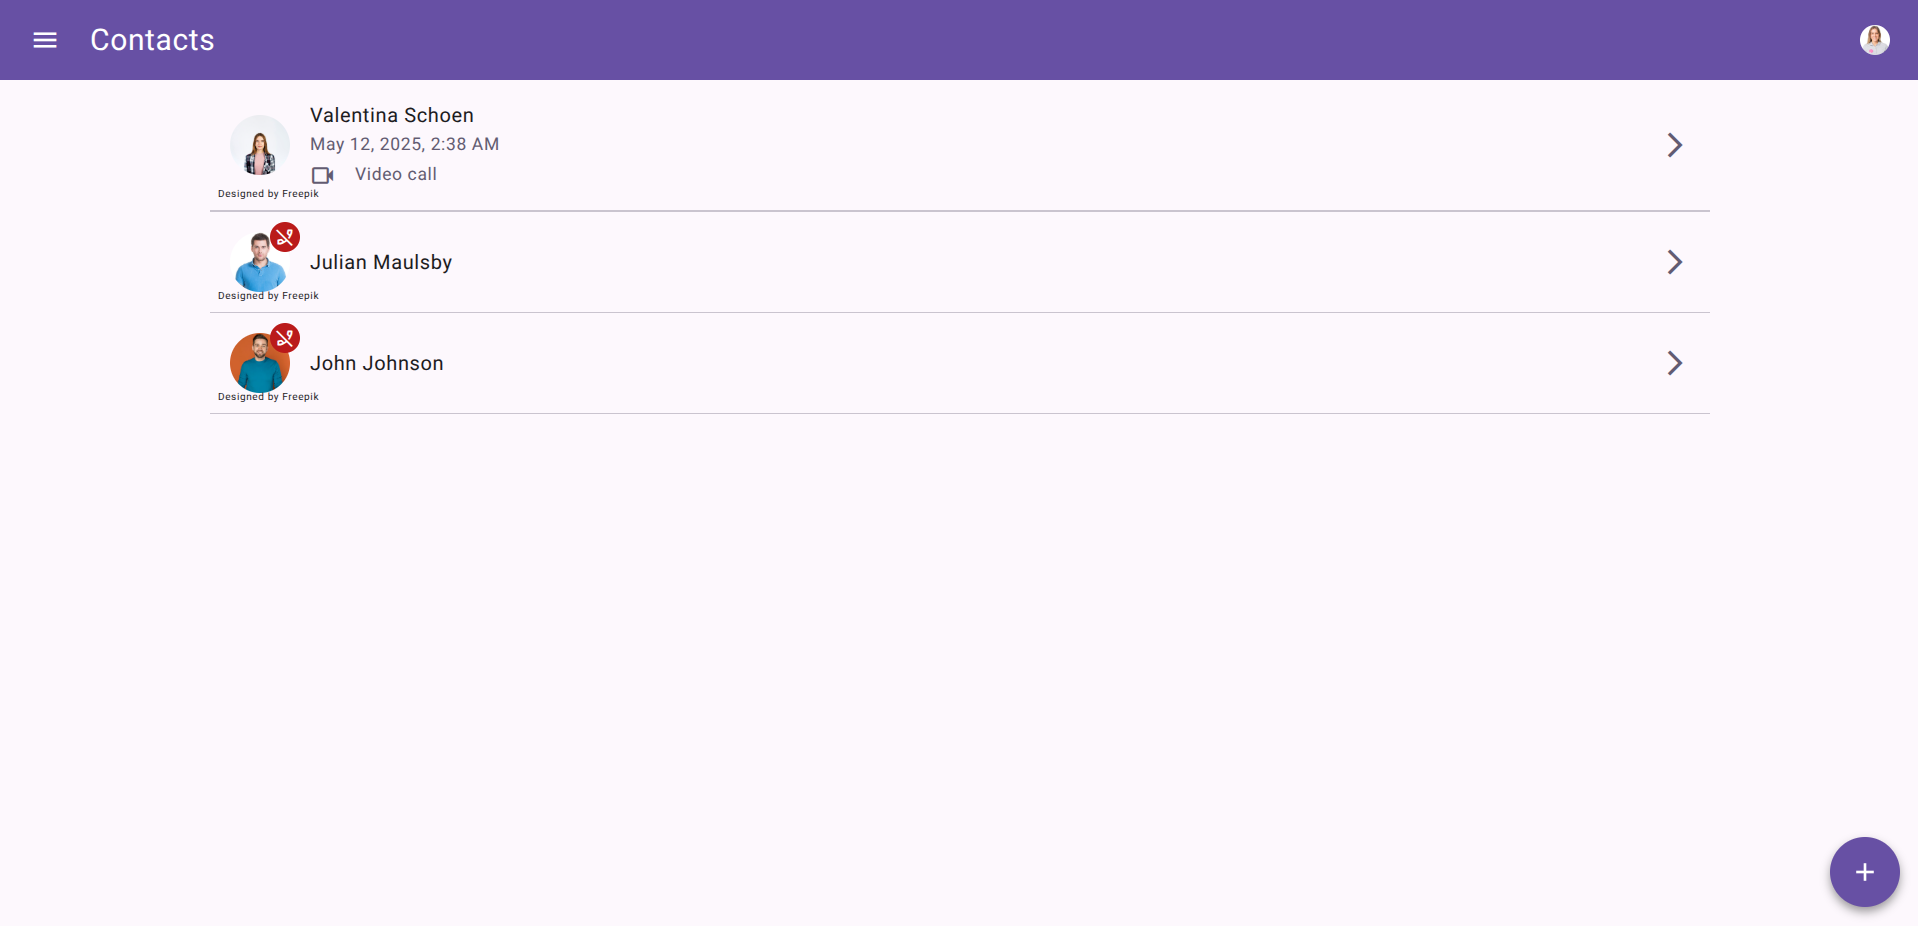 Contacts
Valentina Schoen
May 12, 2025, 2:38 AM
Video call
Designed by Freepik
Julian Maulsby
Designed by Freepik
John Johnson
Designed by Freepik